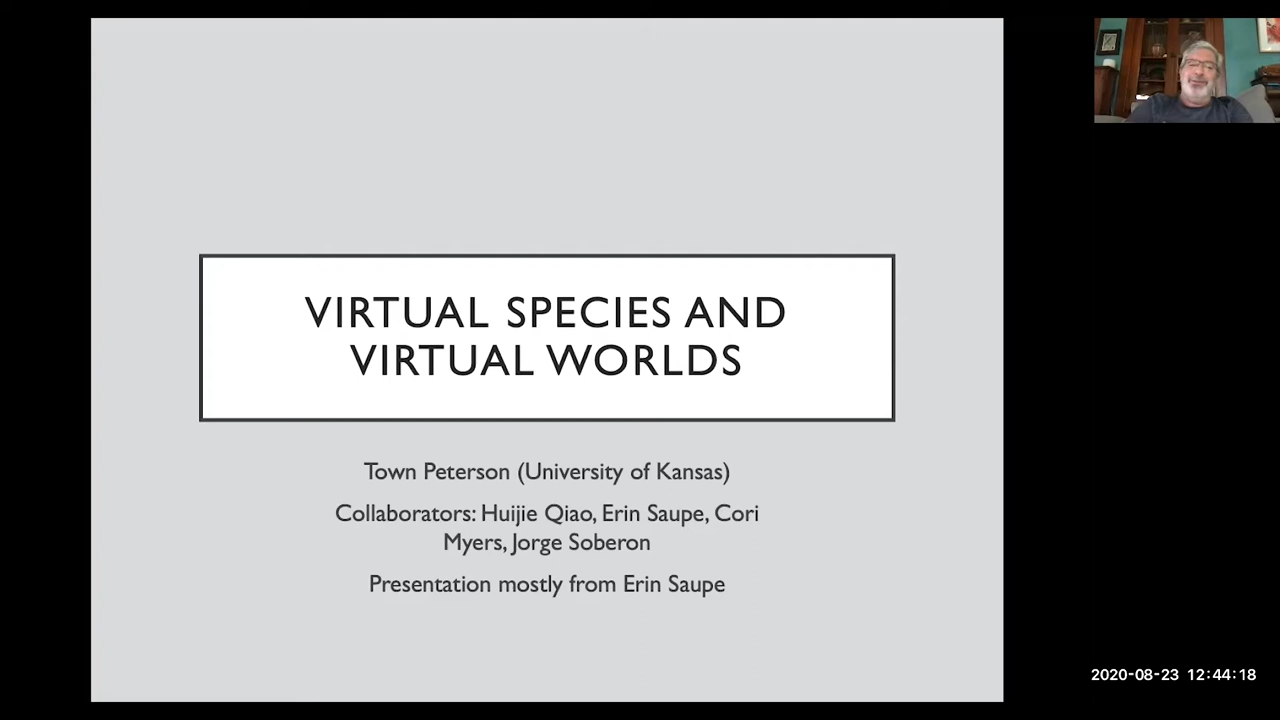 VIRTUAL SPECIES AND
VIRTUAL WORLDS
Town Peterson (University of Kansas)
Collaborators: Huijie Qiao, Erin Saupe, Cori
Myers, Jorge Soberon
Presentation mostly from Erin Saupe
2020-08-23 12:44:18